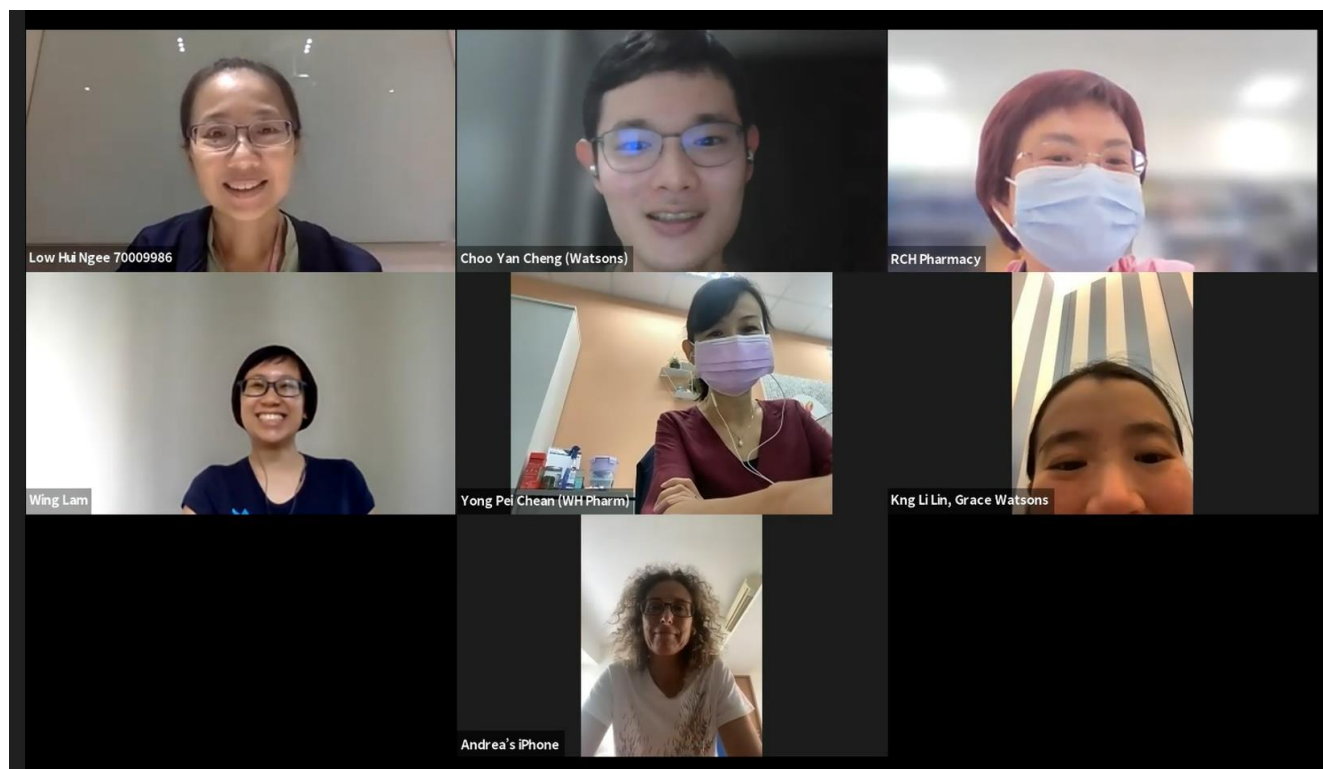 Low Hui Ngee 70009986
Choo Yan Cheng (Watsons)
RCH Pharmacy
Wing Lam
Yong Pei Chean (WH Pharm)
Kng Li Lin, Grace Watsons
Andrea's iPhone